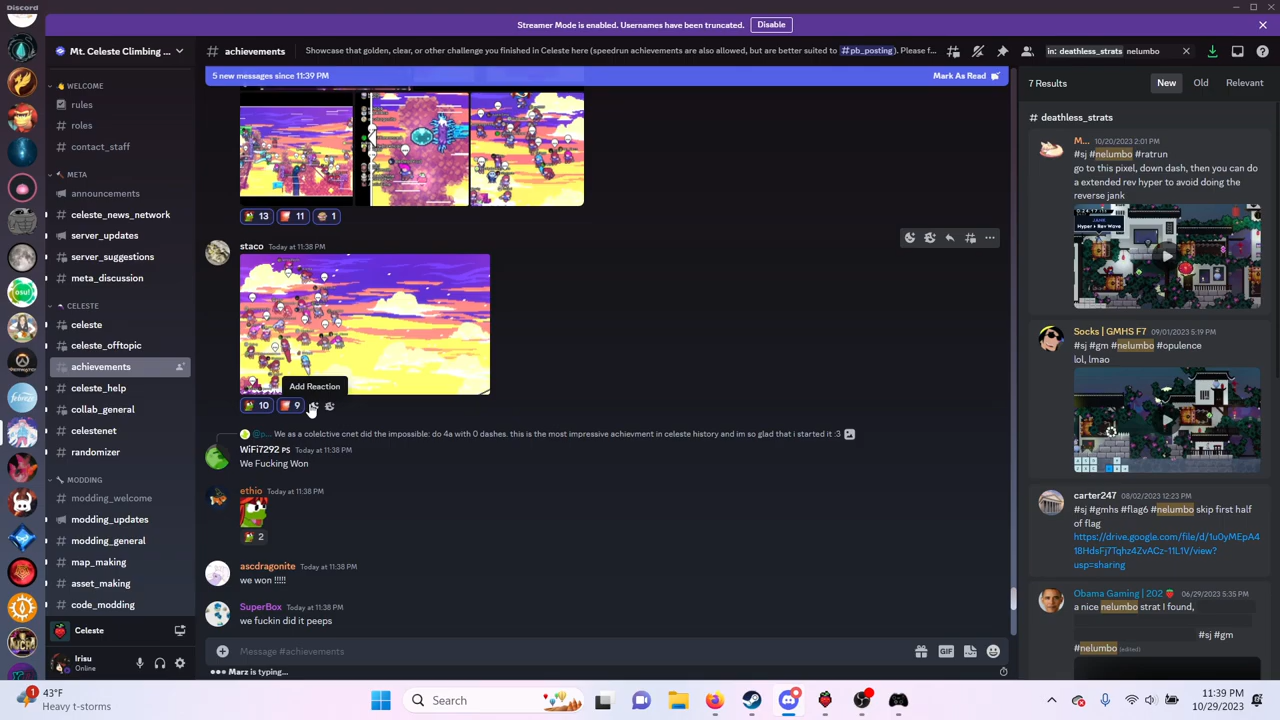 Discord
Streamer Mode is enabled. Usernames have been truncated.
Disable
Mt. Celeste Climbing ...
WELCOME
rules
roles
contact_staff
META
announcements
celeste_news_network
server_updates
server_suggestions
meta_discussion
CELESTE
celeste
celeste_offtopic
achievements
celeste_help
collab_general
celestenet
randomizer
MODDING
modding_welcome
modding_updates
modding_general
map_making
asset_making
code_modding
Celeste
Irisu
Online
achievements
Showcase that golden, clear, or other challenge you finished in Celeste here (speedrun achievements are also allowed, but are better suited to #pb_posting). Please f...
5 new messages since 11:39 PM
Mark As Read
13
11
1
staco Today at 11:38 PM
Add Reaction
10
9
@p... We as a colelctive cnet did the impossible: do 4a with 0 dashes. this is the most impressive achievment in celeste history and im so glad that i started it :3
WiFi7292 PS Today at 11:38 PM
We Fucking Won
ethio Today at 11:38 PM
2
ascdragonite Today at 11:38 PM
we won !!!!!
SuperBox Today at 11:38 PM
we fuckin did it peeps
Message #achievements
GIF
Marz is typing...
in: deathless_strats nelumbo
7 Results
New
Old
Relevant
# deathless_strats
M... 10/20/2023 2:01 PM
#sj #nelumbo #ratrun
go to this pixel, down dash, then you can do
a extended rev hyper to avoid doing the
reverse jank
Hyper + Rev Wave
Socks | GMHS F7 09/01/2023 5:19 PM
#sj #gm #nelumbo #opulence
lol, lmao
carter247 08/02/2023 12:23 PM
#sj #gmhs #flag6 #nelumbo skip first half
of flag
https://drive.google.com/file/d/1u0yMEpA4
18HdsFj7Tqhz4ZvACz-11L1V/view?
usp=sharing
Obama Gaming | 202 06/29/2023 5:35 PM
a nice nelumbo strat I found,
#sj #gm
#nelumbo (edited)
1
43°F
Heavy t-storms
Search
11:39 PM
10/29/2023